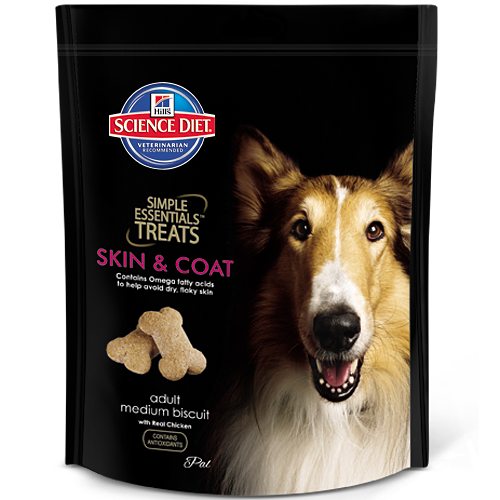 Hill's
SCIENCE DIET
VETERINARIAN
RECOMMENDED
SIMPLE
ESSENTIALS™
TREATS
SKIN & COAT
Contains Omega fatty acids
to help avoid dry, flaky skin
adult
medium biscuit
with Real Chicken
CONTAINS
ANTIOXIDANTS
Pal